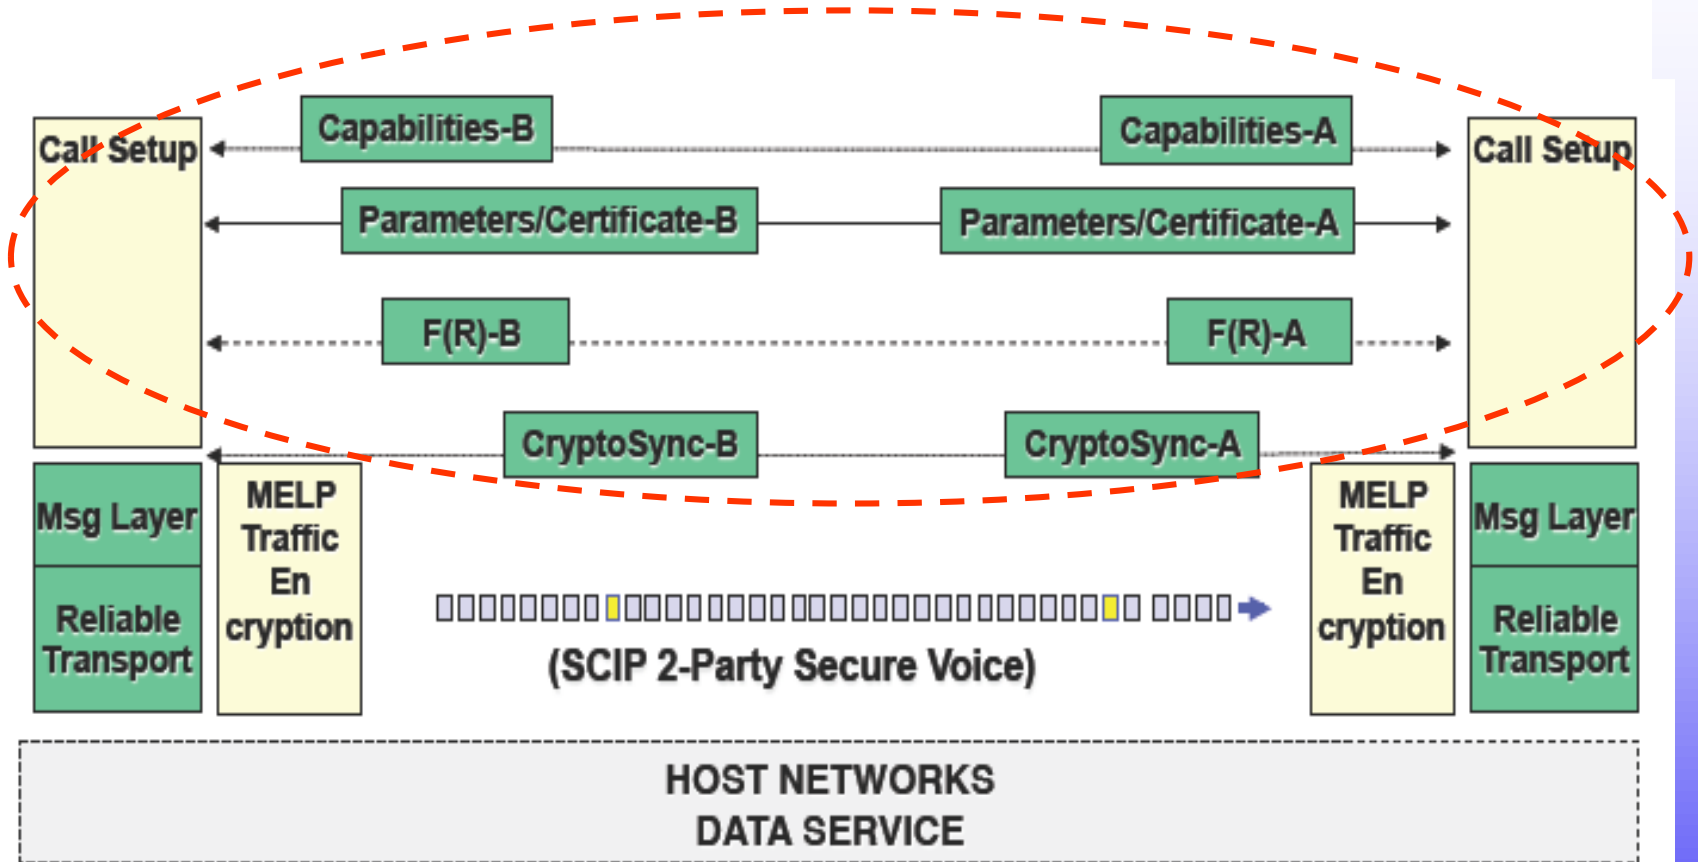 Capabilities-B
Capabilities-A
Call Setup
Call Setup
Parameters/Certificate-B
Parameters/Certificate-A
F(R)-B
F(R)-A
CryptoSync-B
CryptoSync-A
Msg Layer
Reliable
Transport
MELP
Traffic
En
cryption
(SCIP 2-Party Secure Voice)
MELP
Traffic
En
cryption
Msg Layer
Reliable
Transport
HOST NETWORKS
DATA SERVICE